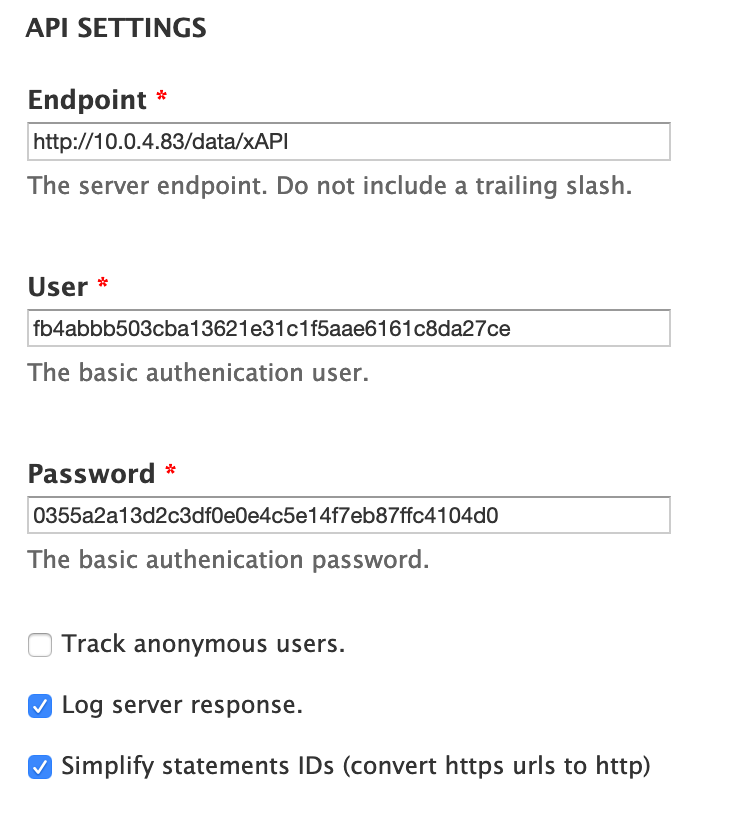 API SETTINGS
Endpoint *
http://10.0.4.83/data/xAPI
The server endpoint. Do not include a trailing slash.
User *
fb4abbb503cba13621e31c1f5aae6161c8da27ce
The basic authenication user.
Password *
0355a2a13d2c3df0e0e4c5e14f7eb87ffc4104d0
The basic authenication password.
Track anonymous users.
Log server response.
Simplify statements IDs (convert https urls to http)